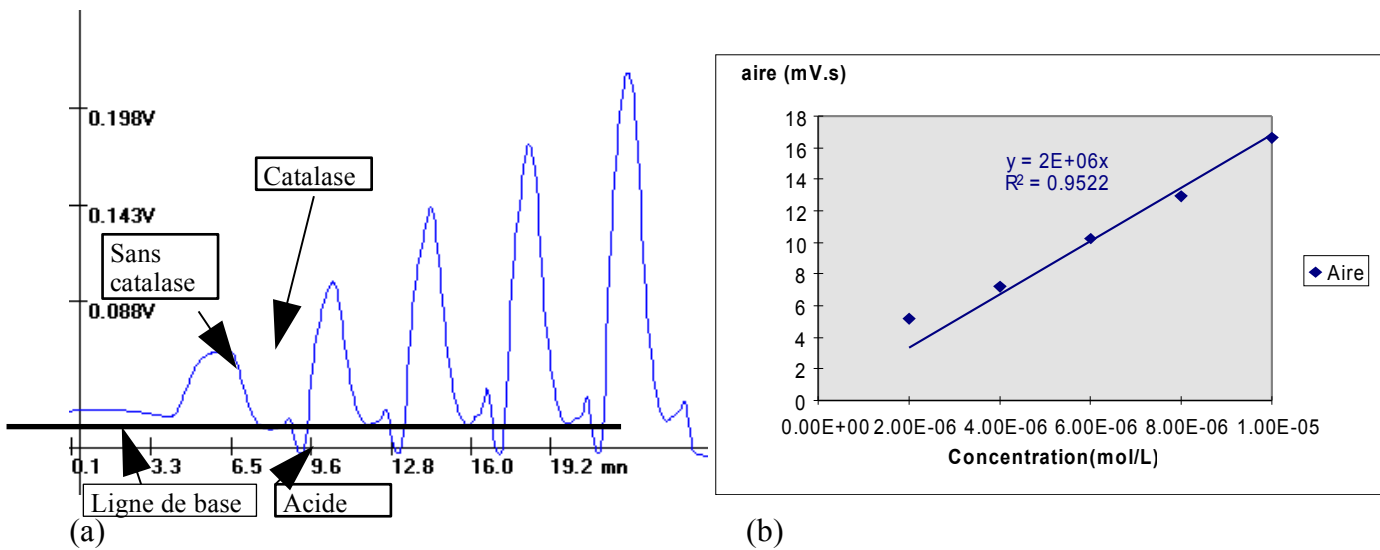 0.198V
Catalase
0.143V
Sans
catalase
0.088V
0.1 3.3 6.5 9.6 12.8 16.0 19.2 mn
Ligne de base
Acide
(a)
aire (mV.s)
18
16
14
12
10
8
6
4
2
0
y = 2E+06x
R² = 0.9522
Aire
0.00E+00 2.00E-06 4.00E-06 6.00E-06 8.00E-06 1.00E-05
Concentration(mol/L)
(b)